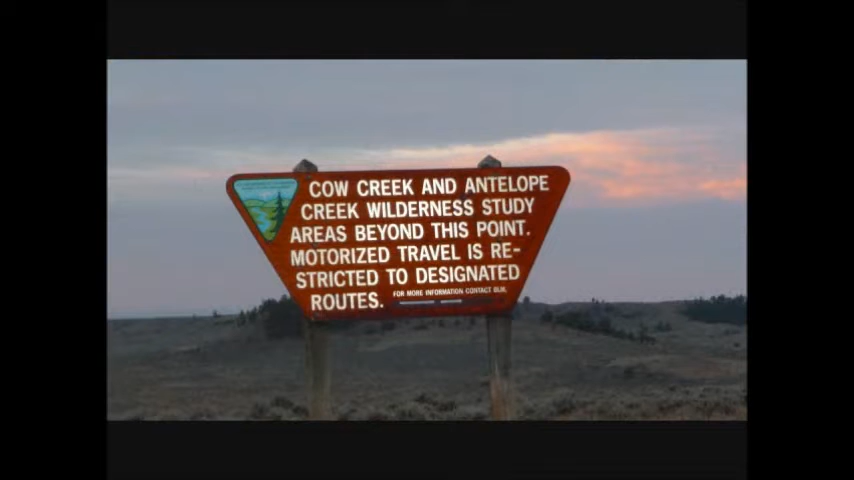 COW CREEK AND ANTELOPE
CREEK WILDERNESS STUDY
AREAS BEYOND THIS POINT.
MOTORIZED TRAVEL IS RE-
STRICTED TO DESIGNATED
ROUTES. FOR MORE INFORMATION CONTACT BLM.